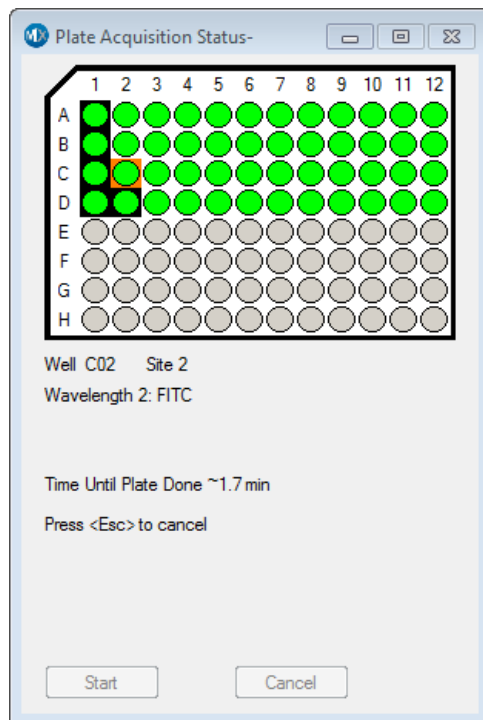 MX Plate Acquisition Status-
1 2 3 4 5 6 7 8 9 10 11 12
A
B
C
D
E
F
G
H
Well C02 Site 2
Wavelength 2: FITC
Time Until Plate Done ~1.7 min
Press <Esc> to cancel
Start Cancel